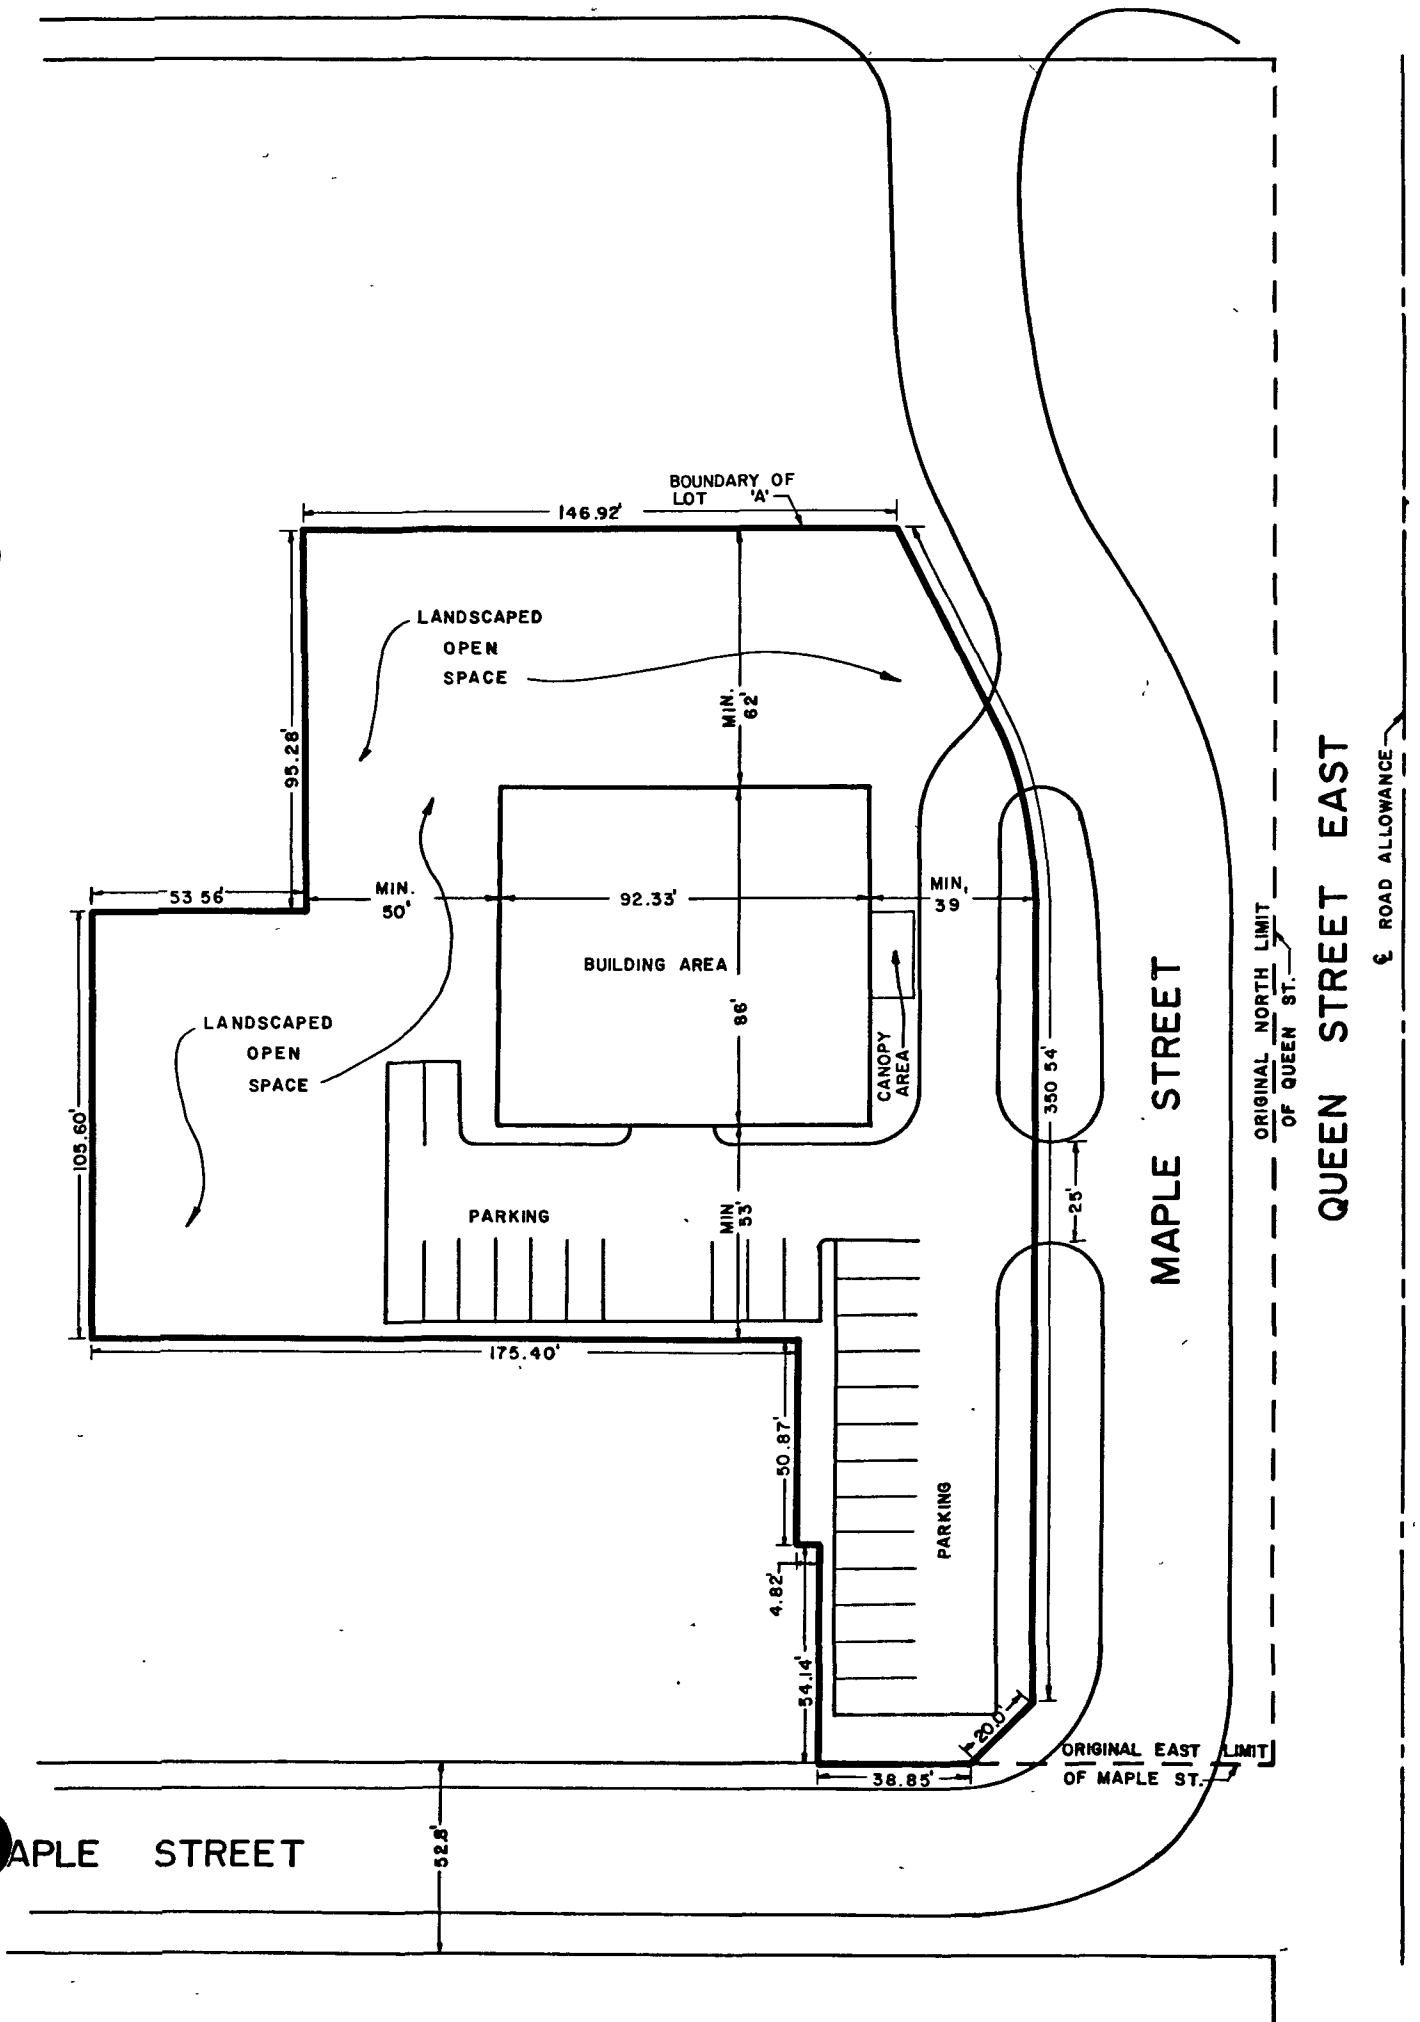 BOUNDARY OF
LOT 'A'
146.92'
LANDSCAPED
OPEN
SPACE
MIN.
62'
95.28'
53 56'
MIN.
50'
92.33'
MIN.
39'
BUILDING AREA
86'
CANOPY
AREA
LANDSCAPED
OPEN
SPACE
105.60'
350 54'
25'
PARKING
MIN
53'
175.40'
50.87'
4.82'
54.14'
PARKING
20.0'
38.85'
MAPLE STREET
ORIGINAL NORTH LIMIT
OF QUEEN ST.
QUEEN STREET EAST
℄ ROAD ALLOWANCE
ORIGINAL EAST LIMIT
OF MAPLE ST.
APLE STREET
52.8'